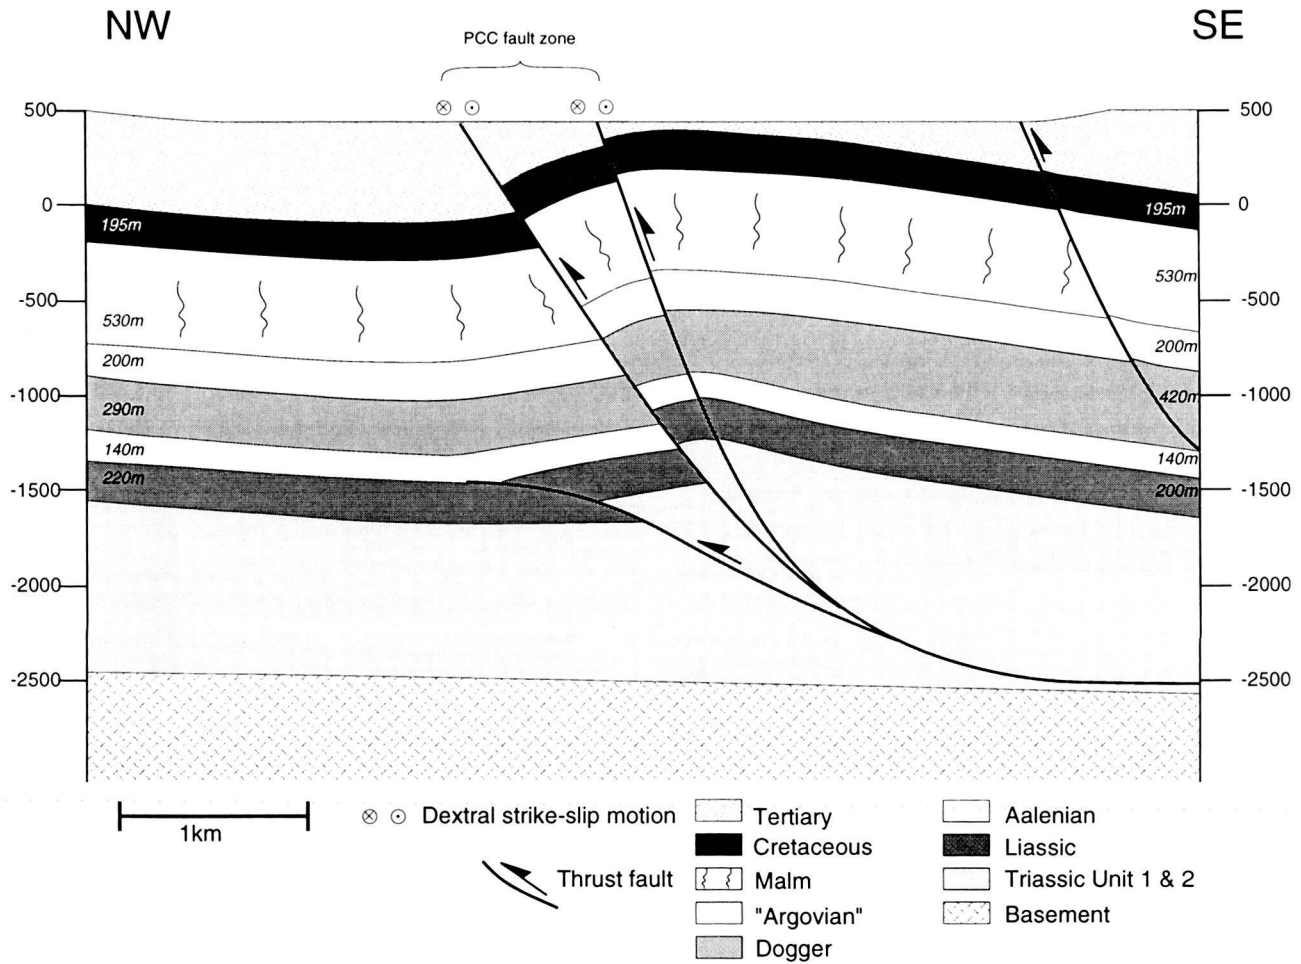 NW
SE
PCC fault zone
500
500
0
0
-500
-500
-1000
-1000
-1500
-1500
-2000
-2000
-2500
-2500
195m
530m
200m
290m
140m
220m
195m
530m
200m
420m
140m
200m
1km
Dextral strike-slip motion
Thrust fault
Tertiary
Cretaceous
Malm
"Argovian"
Dogger
Aalenian
Liassic
Triassic Unit 1 & 2
Basement